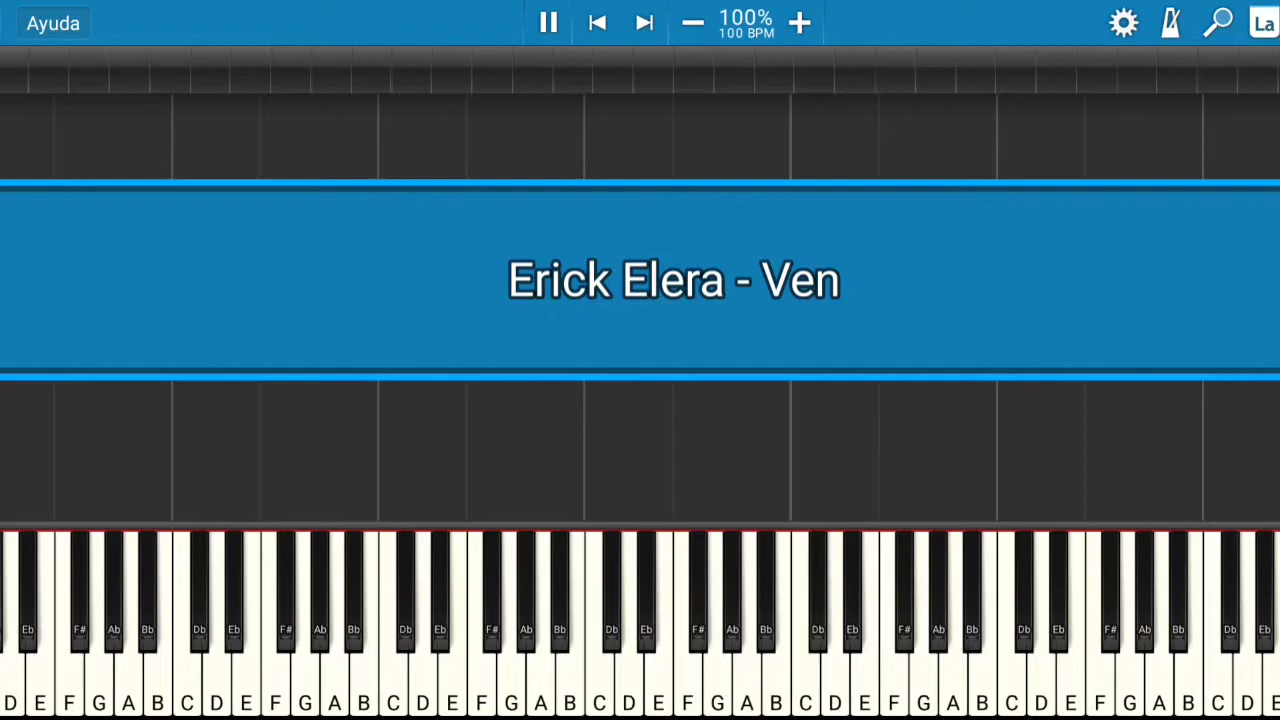 Ayuda
100%
100 BPM
La
Erick Elera - Ven
Eb F# Ab Bb Db Eb F# Ab Bb Db Eb F# Ab Bb Db Eb F# Ab Bb Db Eb F# Ab Bb Db Eb F# Ab Bb Db Eb
D E F G A B C D E F G A B C D E F G A B C D E F G A B C D E F G A B C D E F G A B C D E